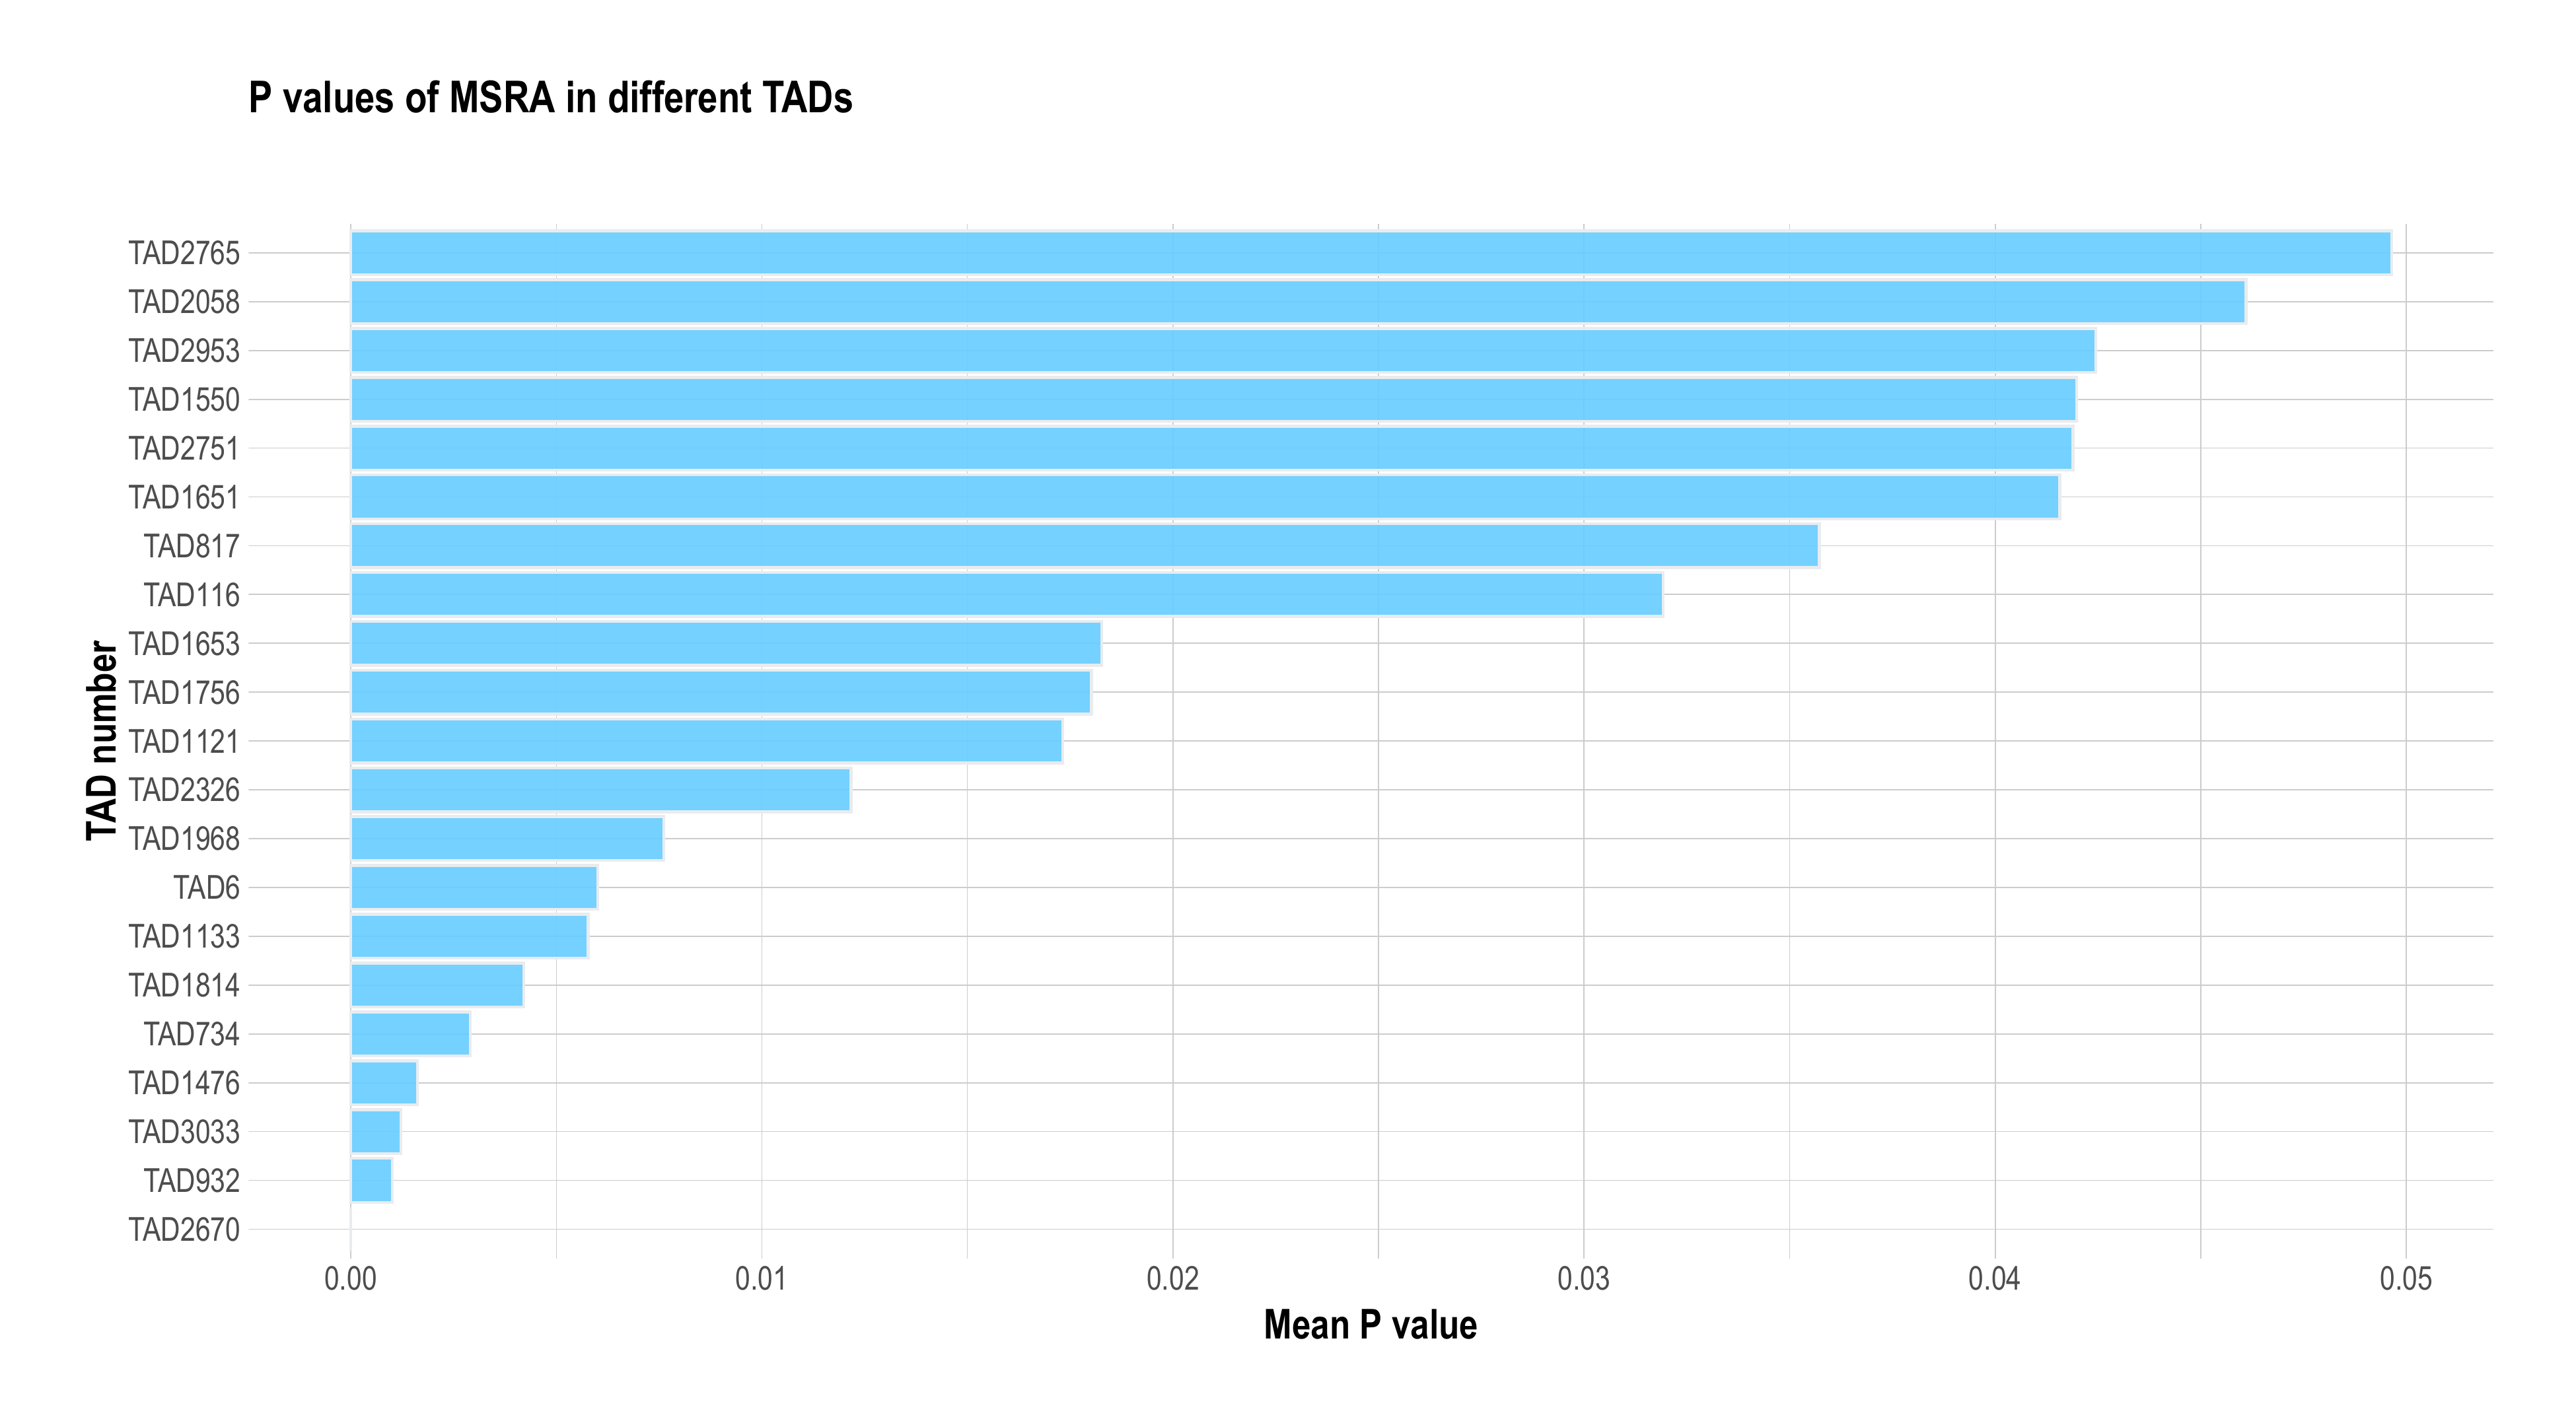 P values of MSRA in different TADs
TAD number
TAD2765
TAD2058
TAD2953
TAD1550
TAD2751
TAD1651
TAD817
TAD116
TAD1653
TAD1756
TAD1121
TAD2326
TAD1968
TAD6
TAD1133
TAD1814
TAD734
TAD1476
TAD3033
TAD932
TAD2670
0.00 0.01 0.02 0.03 0.04 0.05
Mean P value